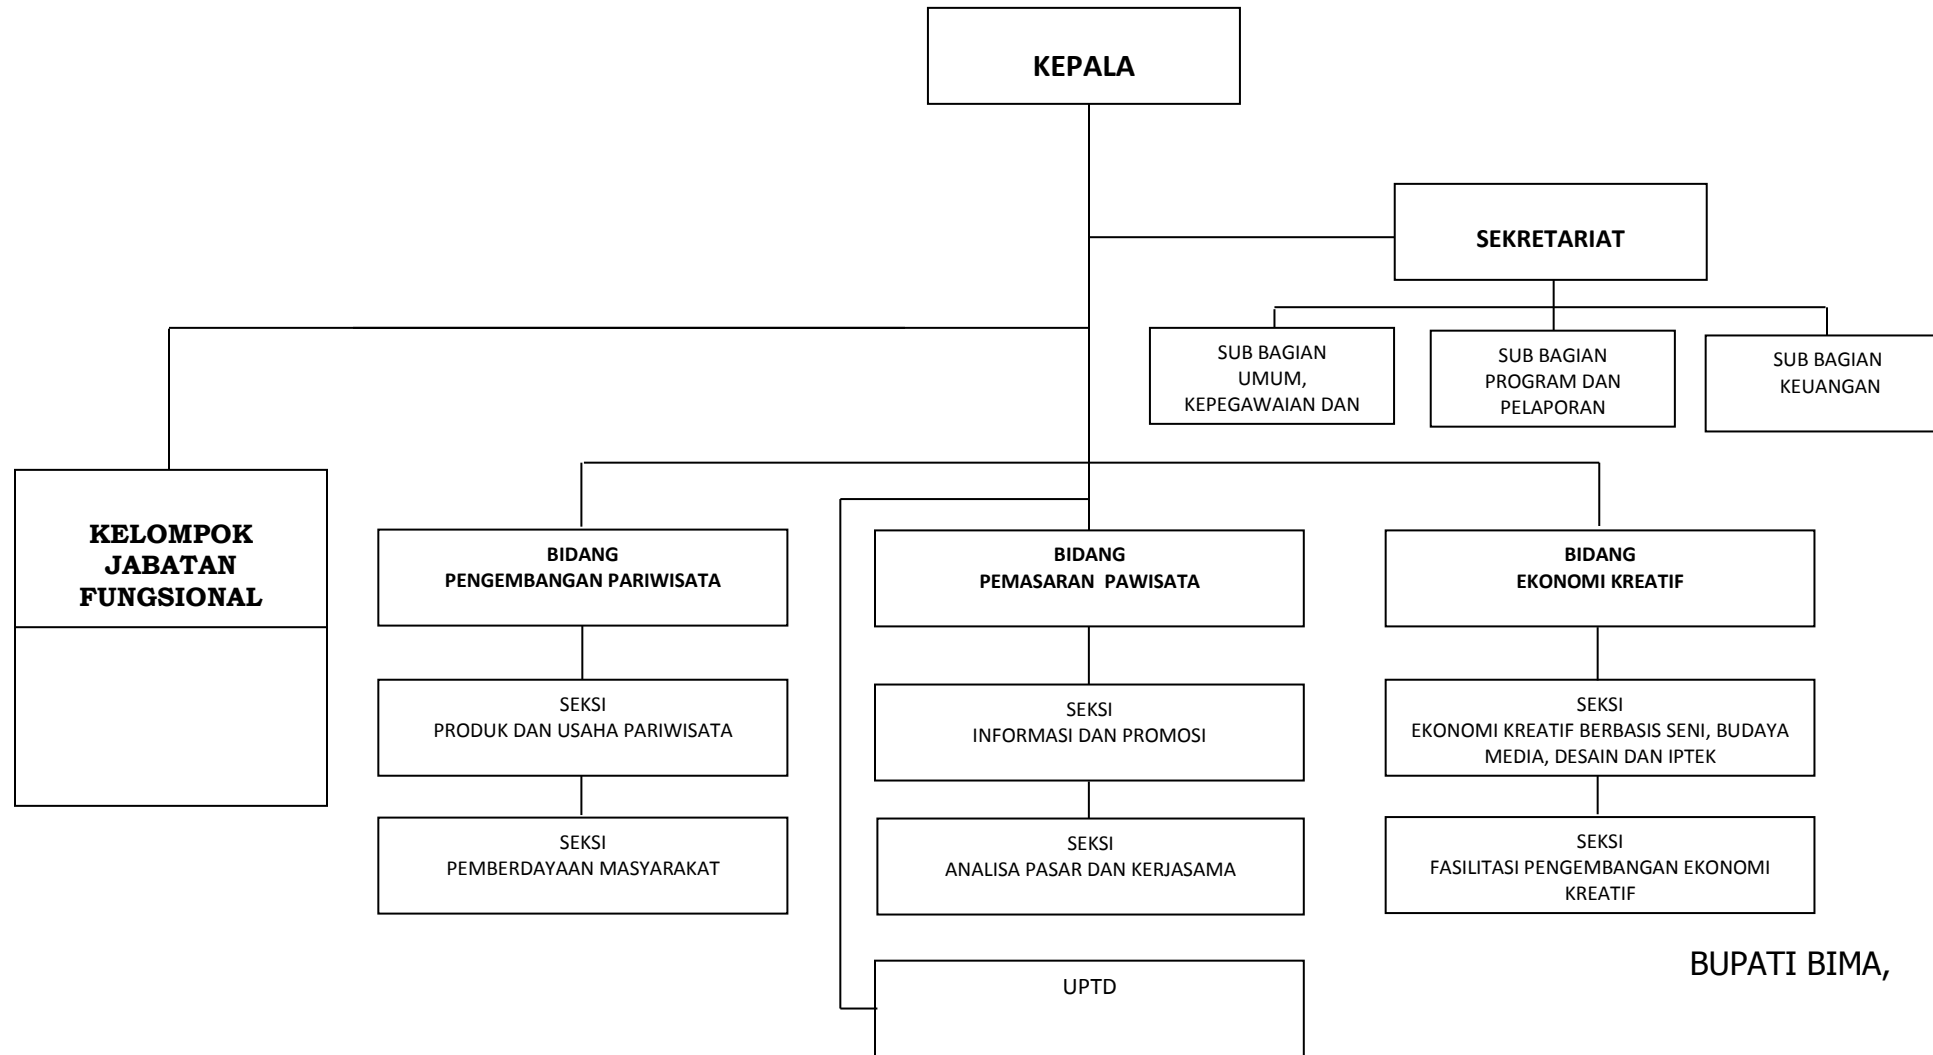 KEPALA
SEKRETARIAT
SUB BAGIAN
UMUM,
KEPEGAWAIAN DAN
SUB BAGIAN
PROGRAM DAN
PELAPORAN
SUB BAGIAN
KEUANGAN
KELOMPOK
JABATAN
FUNGSIONAL
BIDANG
PENGEMBANGAN PARIWISATA
BIDANG
PEMASARAN PAWISATA
BIDANG
EKONOMI KREATIF
SEKSI
PRODUK DAN USAHA PARIWISATA
SEKSI
INFORMASI DAN PROMOSI
SEKSI
EKONOMI KREATIF BERBASIS SENI, BUDAYA
MEDIA, DESAIN DAN IPTEK
SEKSI
PEMBERDAYAAN MASYARAKAT
SEKSI
ANALISA PASAR DAN KERJASAMA
SEKSI
FASILITASI PENGEMBANGAN EKONOMI
KREATIF
BUPATI BIMA,
UPTD